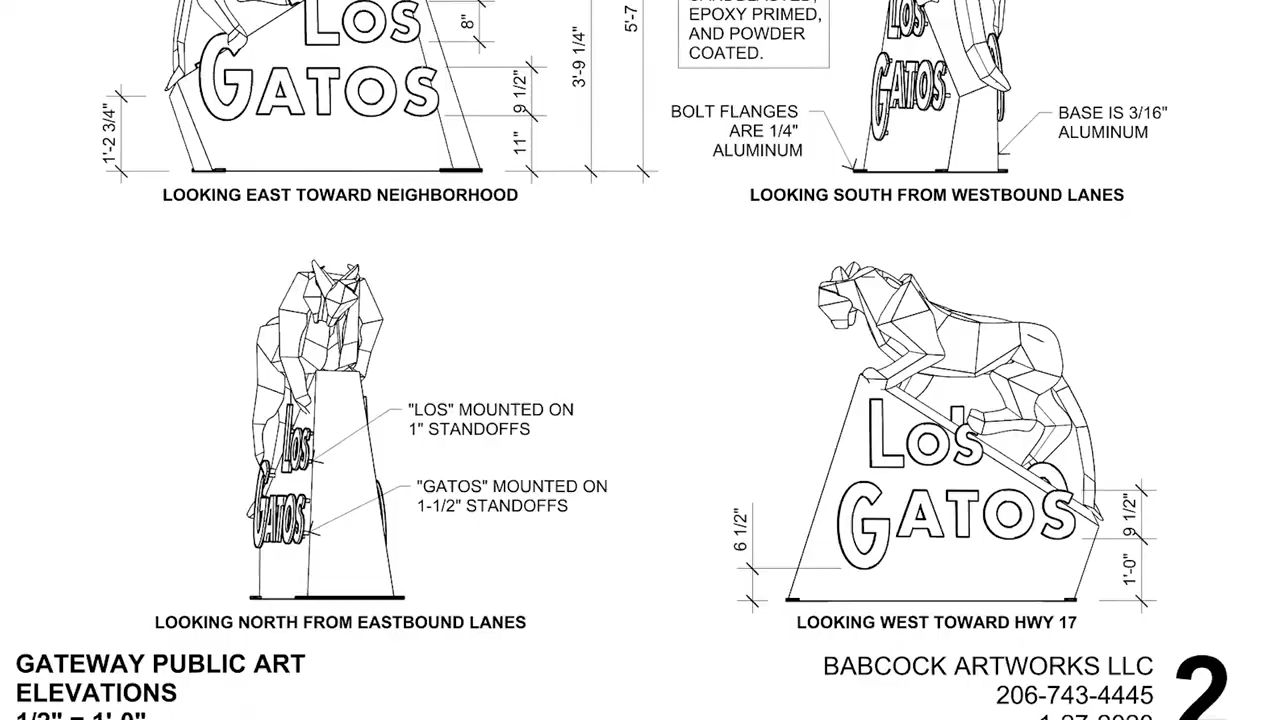 LOS
GATOS
8"
5'-7
3'-9 1/4"
9 1/2"
11"
1'-2 3/4"
LOOKING EAST TOWARD NEIGHBORHOOD
EPOXY PRIMED,
AND POWDER
COATED.
LOS
GATOS
BOLT FLANGES
ARE 1/4"
ALUMINUM
BASE IS 3/16"
ALUMINUM
LOOKING SOUTH FROM WESTBOUND LANES
LOS
GATOS
"LOS" MOUNTED ON
1" STANDOFFS
"GATOS" MOUNTED ON
1-1/2" STANDOFFS
LOOKING NORTH FROM EASTBOUND LANES
LOS
GATOS
6 1/2"
9 1/2"
1'-0"
LOOKING WEST TOWARD HWY 17
GATEWAY PUBLIC ART
ELEVATIONS
1/2" = 1'-0"
BABCOCK ARTWORKS LLC
206-743-4445
2